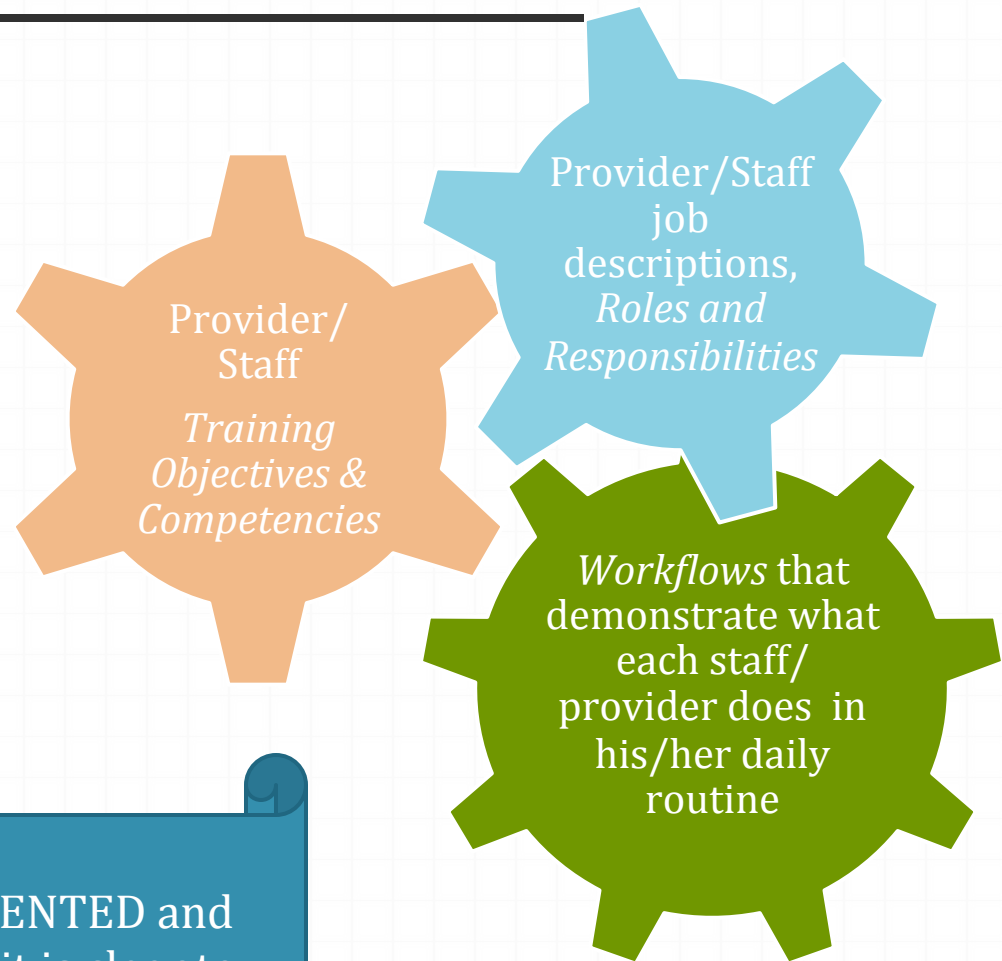 Provider/Staff
job
descriptions,
Roles and
Responsibilities
Provider/
Staff
Training
Objectives &
Competencies
Workflows that
demonstrate what
each staff/
provider does in
his/her daily
routine
ENTED and